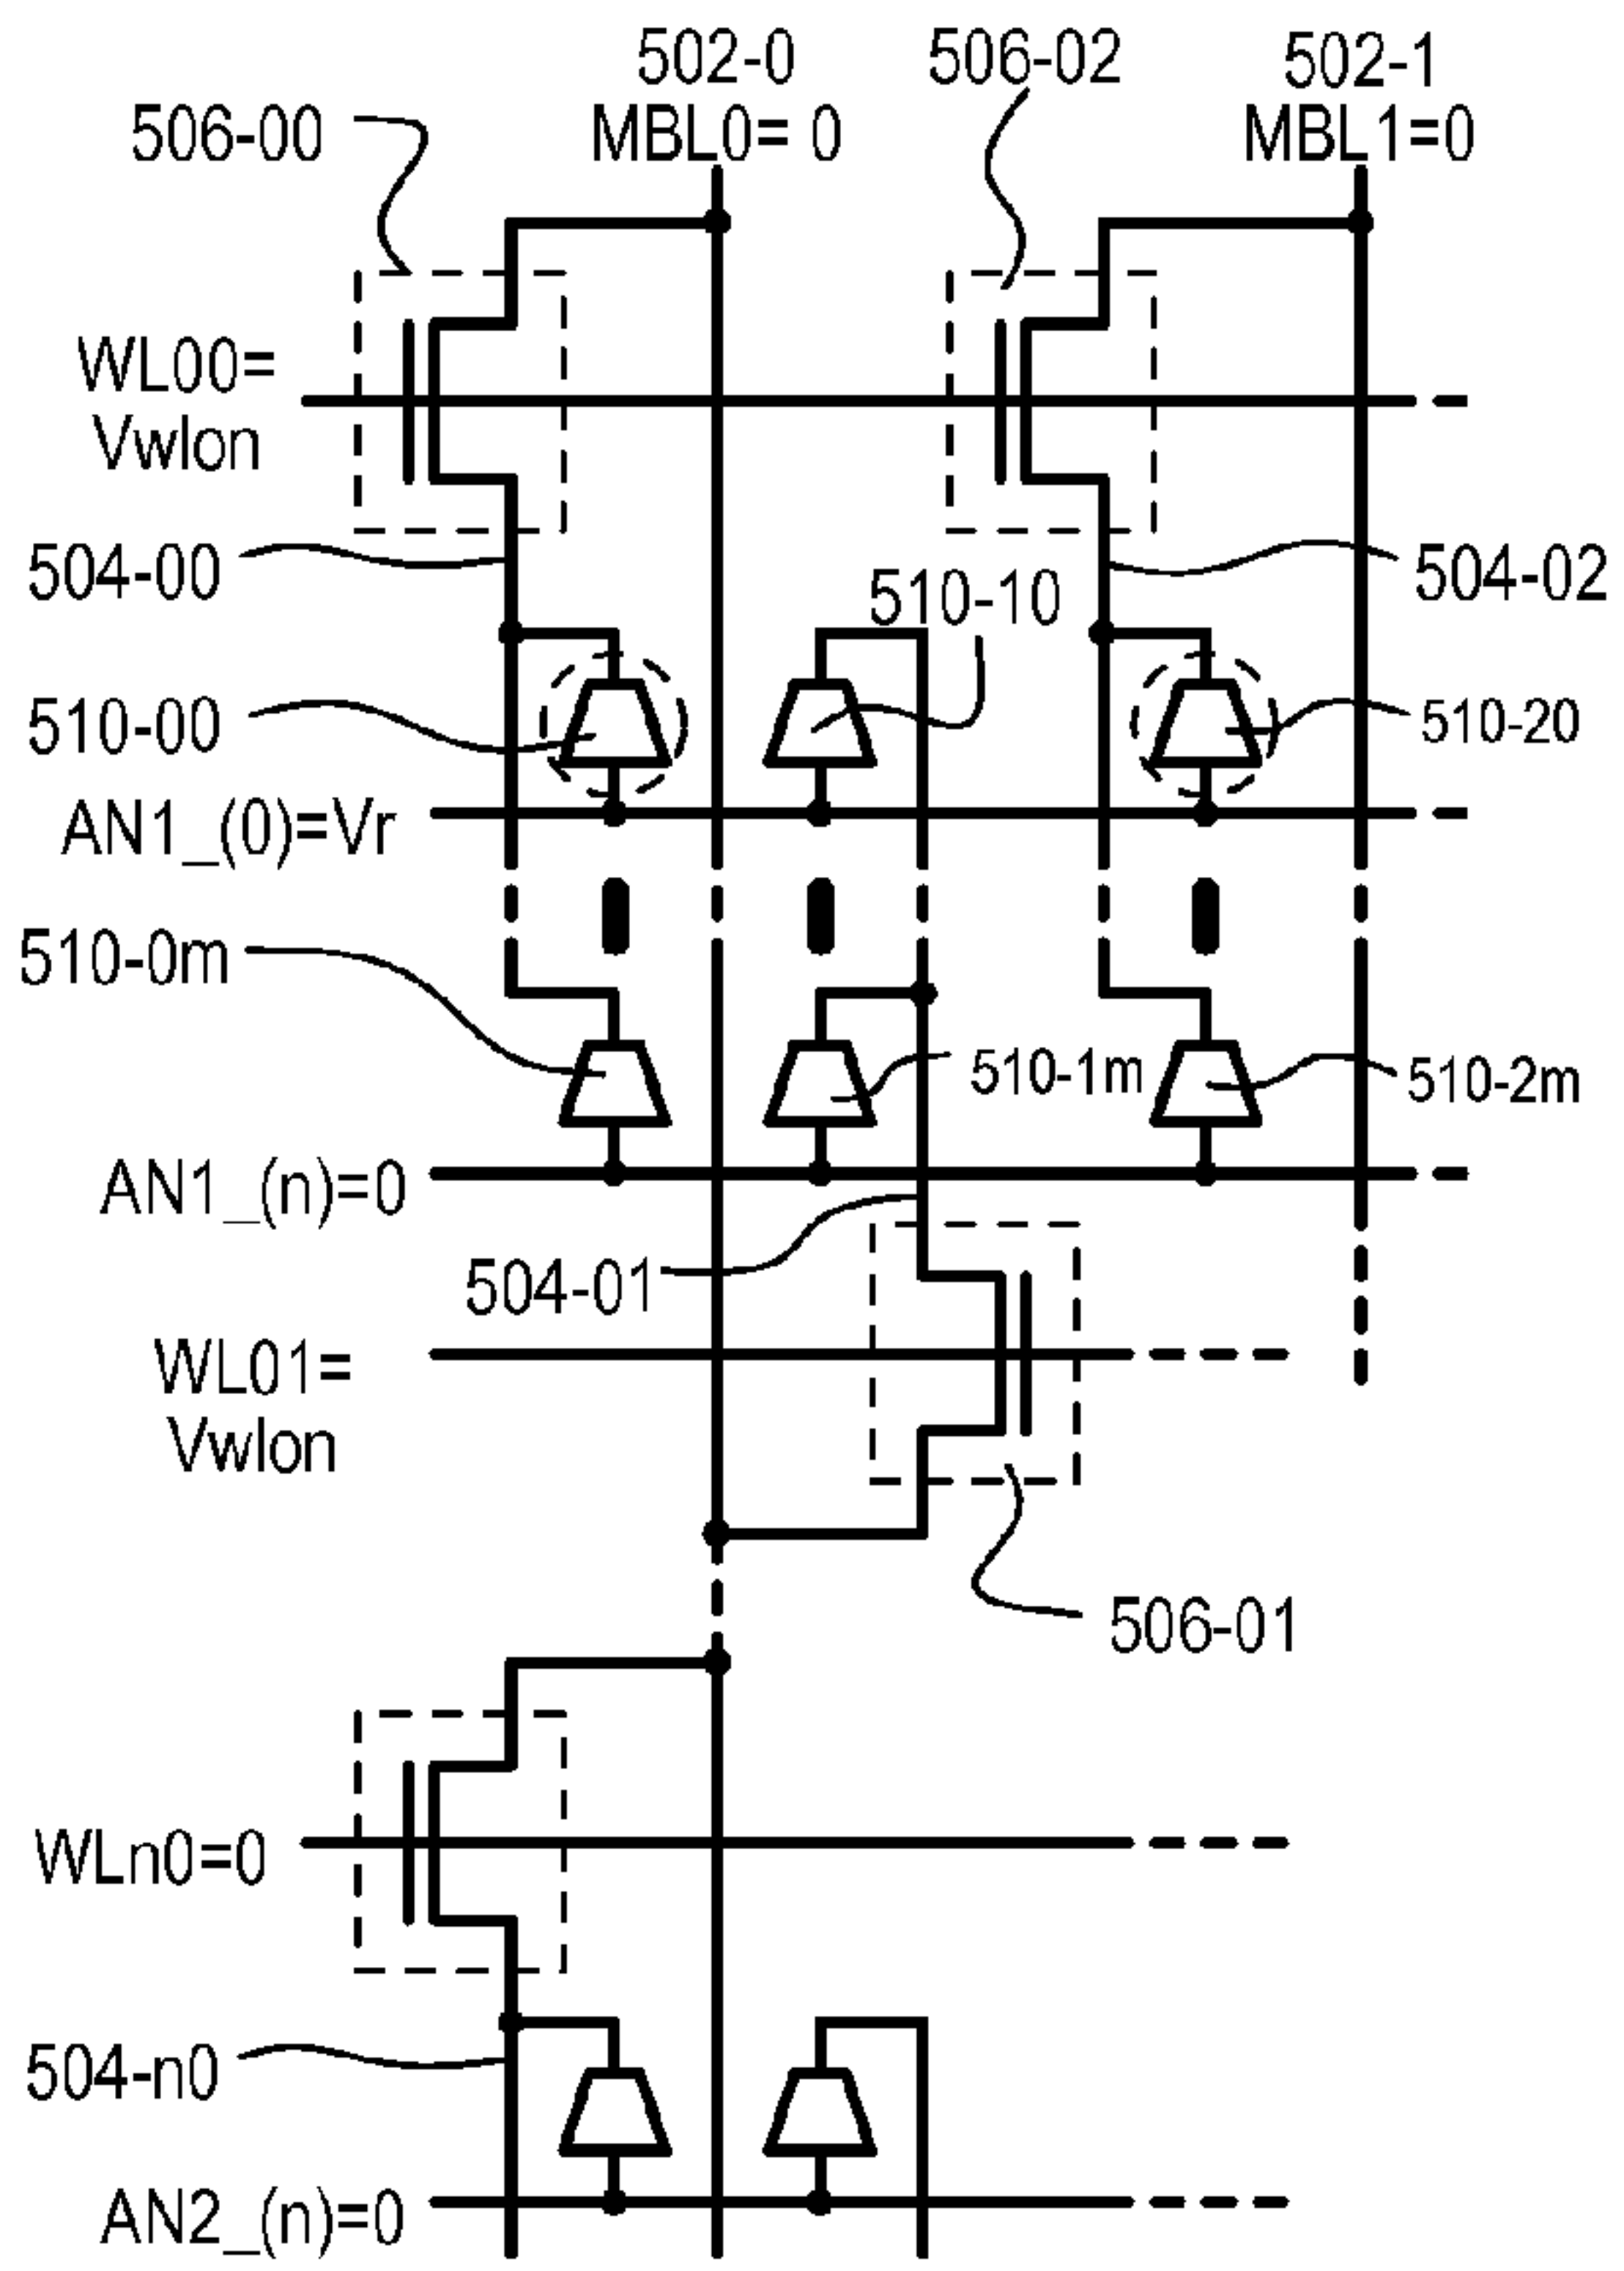 502-0
506-02
502-1
506-00
MBL0= 0
MBL1=0
WL00=
Vwlon
504-00
510-10
504-02
510-00
510-20
AN1_(0)=Vr
510-0m
510-1m
510-2m
AN1_(n)=0
504-01
WL01=
Vwlon
506-01
WLn0=0
504-n0
AN2_(n)=0